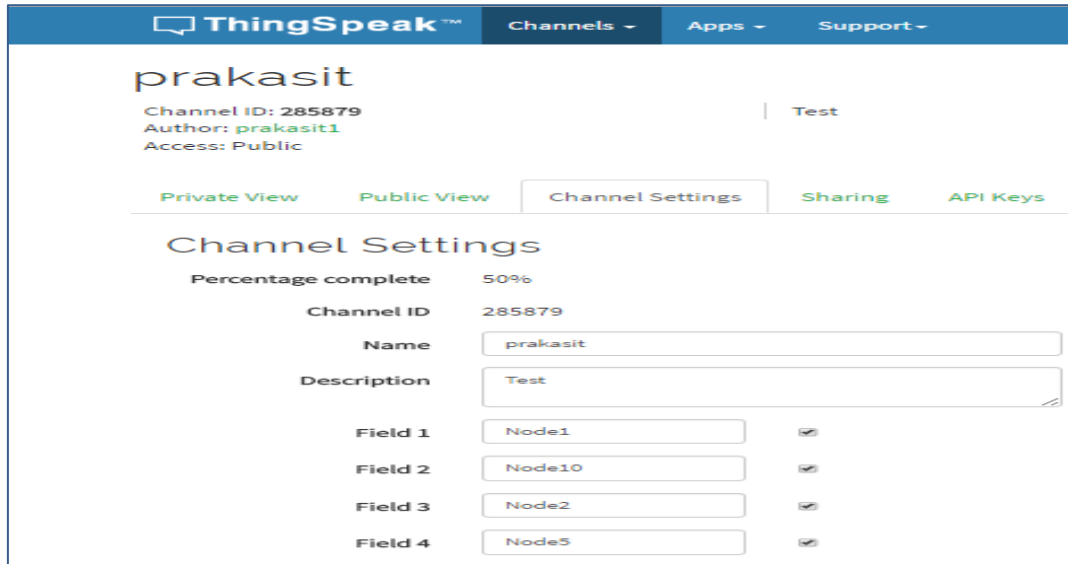 ThingSpeak™ Channels Apps Support
prakasit
Channel ID: 285879 Test
Author: prakasit1
Access: Public
Private View Public View Channel Settings Sharing API Keys
Channel Settings
Percentage complete 50%
Channel ID 285879
Name prakasit
Description Test
Field 1 Node1
Field 2 Node10
Field 3 Node2
Field 4 Node5